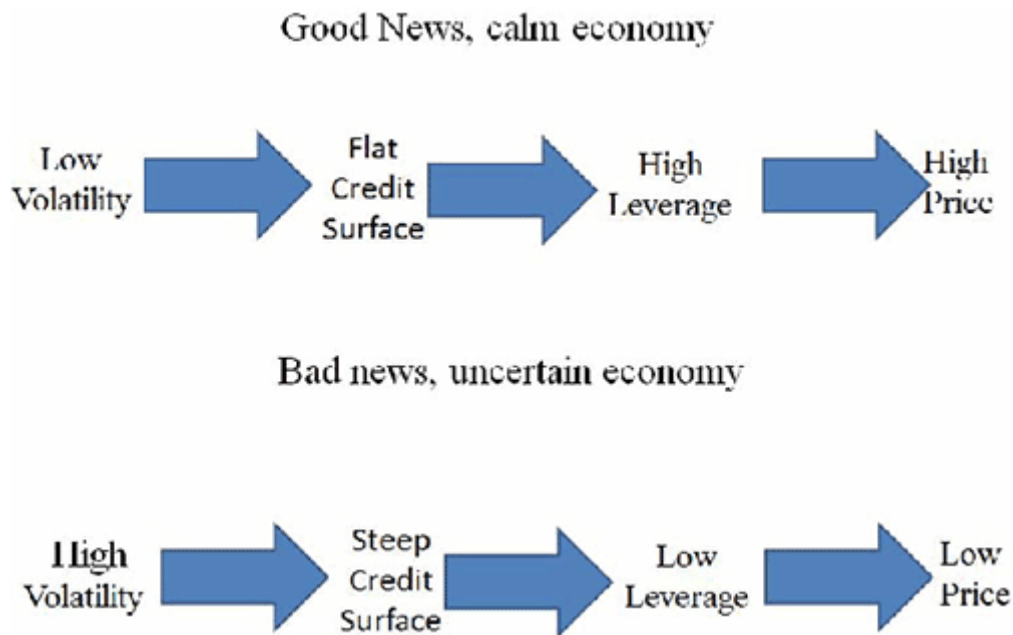 Good News, calm economy
Low
Volatility
Flat
Credit
Surface
High
Leverage
High
Price
Bad news, uncertain economy
High
Volatility
Steep
Credit
Surface
Low
Leverage
Low
Price